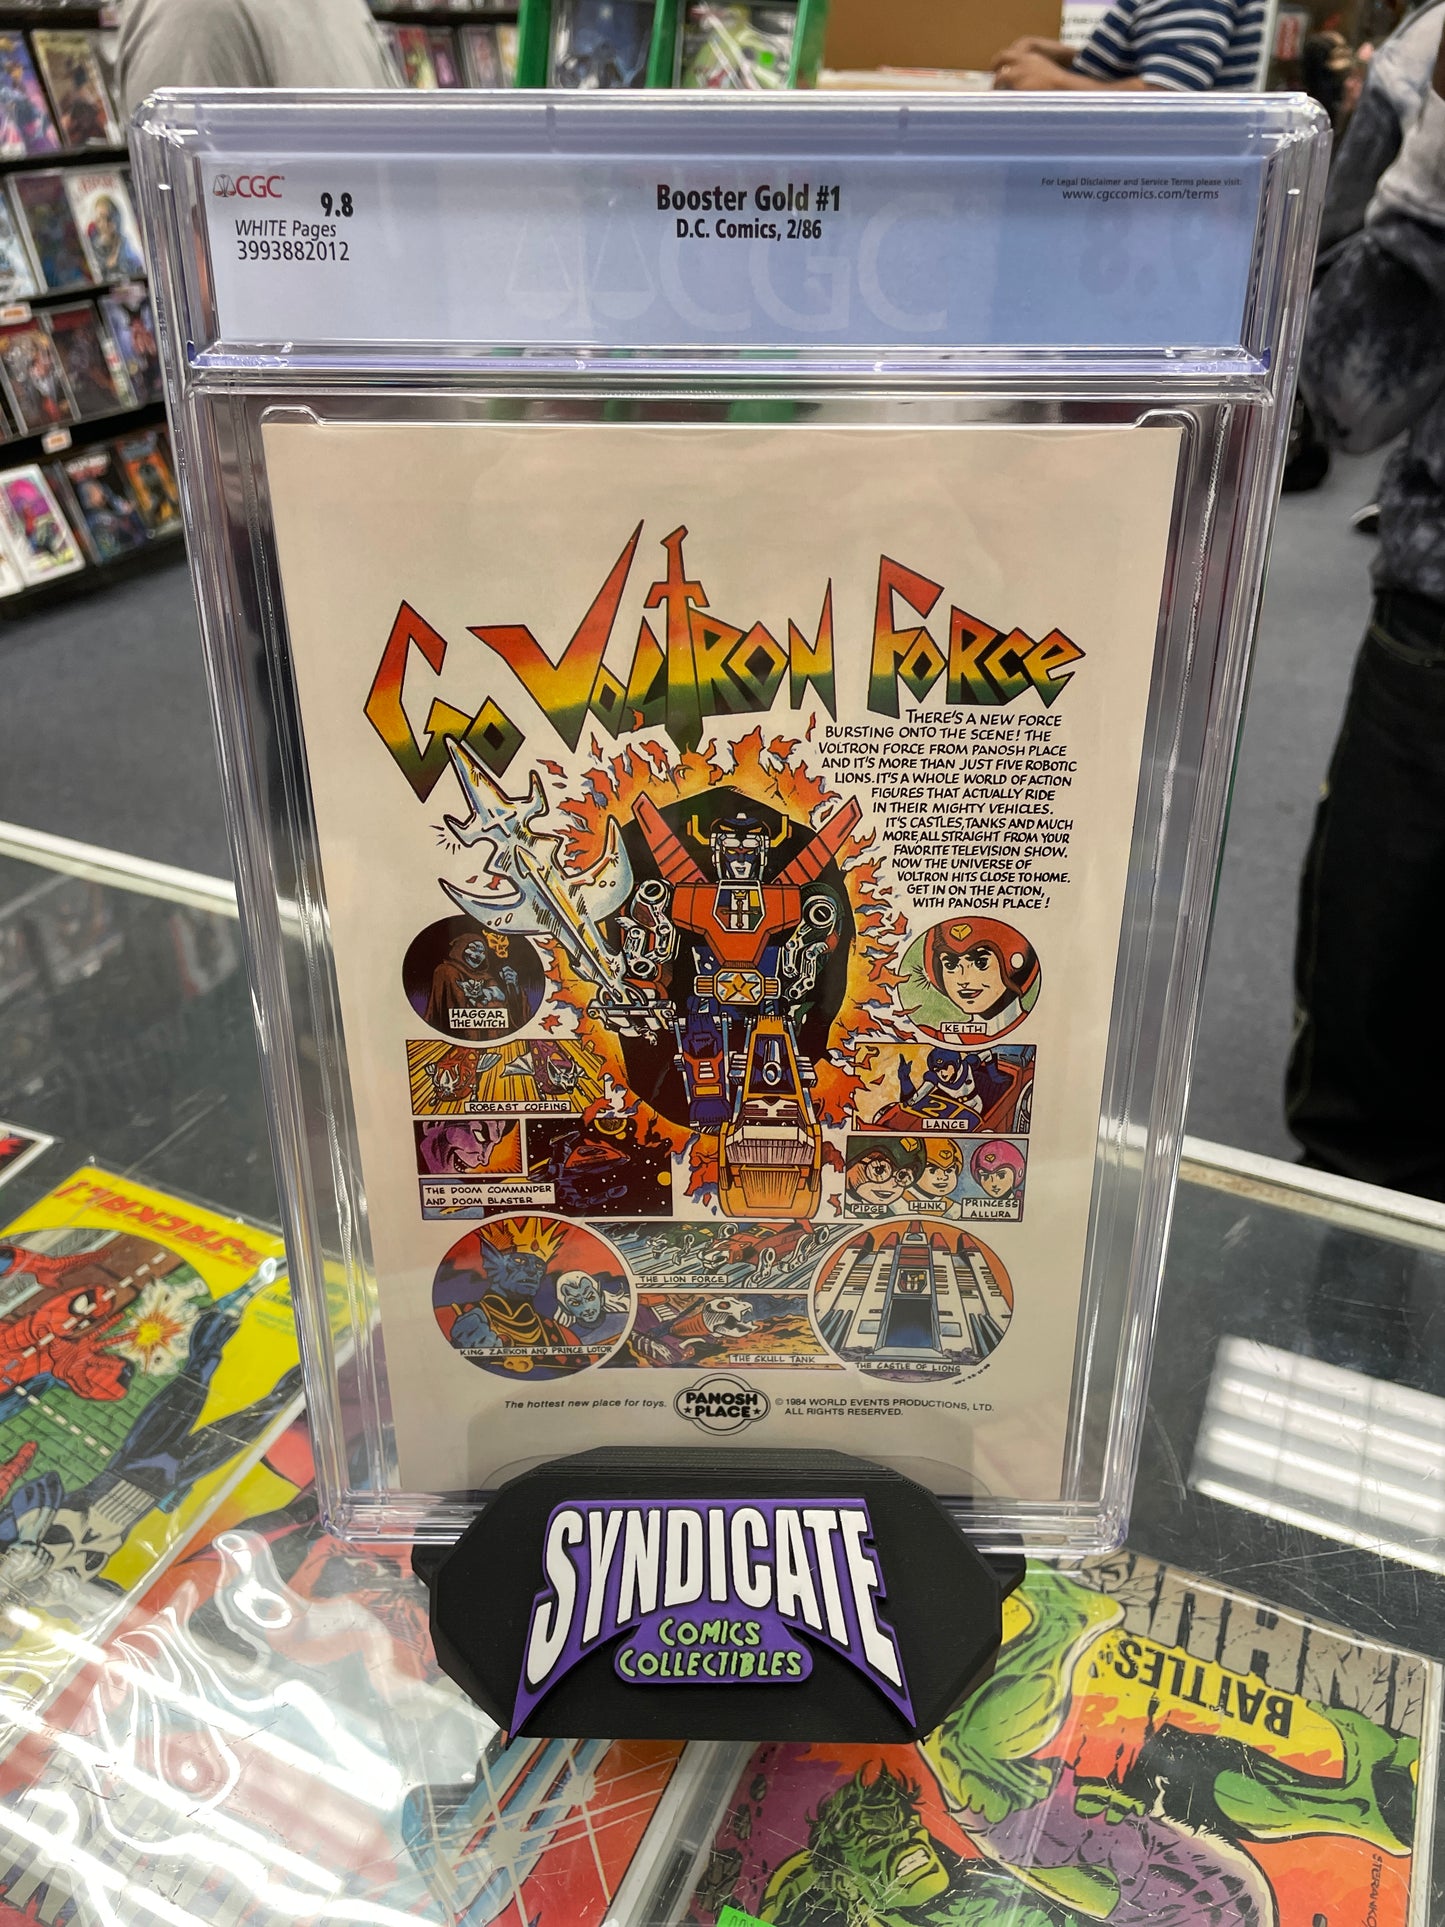 CGC
9.8
WHITE Pages
3993882012
Booster Gold #1
D.C. Comics, 2/86
For Legal Disclaimer and Service Terms please visit:
www.cgccomics.com/terms
CGC
GO VOLTRON FORCE
THERE'S A NEW FORCE
BURSTING ONTO THE SCENE! THE
VOLTRON FORCE FROM PANOSH PLACE
AND IT'S MORE THAN JUST FIVE ROBOTIC
LIONS. IT'S A WHOLE WORLD OF ACTION
FIGURES THAT ACTUALLY RIDE
IN THEIR MIGHTY VEHICLES.
IT'S CASTLES, TANKS AND MUCH
MORE, ALL STRAIGHT FROM YOUR
FAVORITE TELEVISION SHOW.
NOW THE UNIVERSE OF
VOLTRON HITS CLOSE TO HOME.
GET IN ON THE ACTION,
WITH PANOSH PLACE!
HAGGAR
THE WITCH
KEITH
ROBEAST COFFINS
LANCE
THE DOOM COMMANDER
AND DOOM BLASTER
PIDGE
HUNK
PRINCESS
ALLURA
KING ZARKON AND PRINCE LOTOR
THE LION FORCE
THE SKULL TANK
THE CASTLE OF LIONS
The hottest new place for toys.
PANOSH
PLACE
© 1984 WORLD EVENTS PRODUCTIONS, LTD.
ALL RIGHTS RESERVED.
SYNDICATE
COMICS
COLLECTIBLES
BATTLES